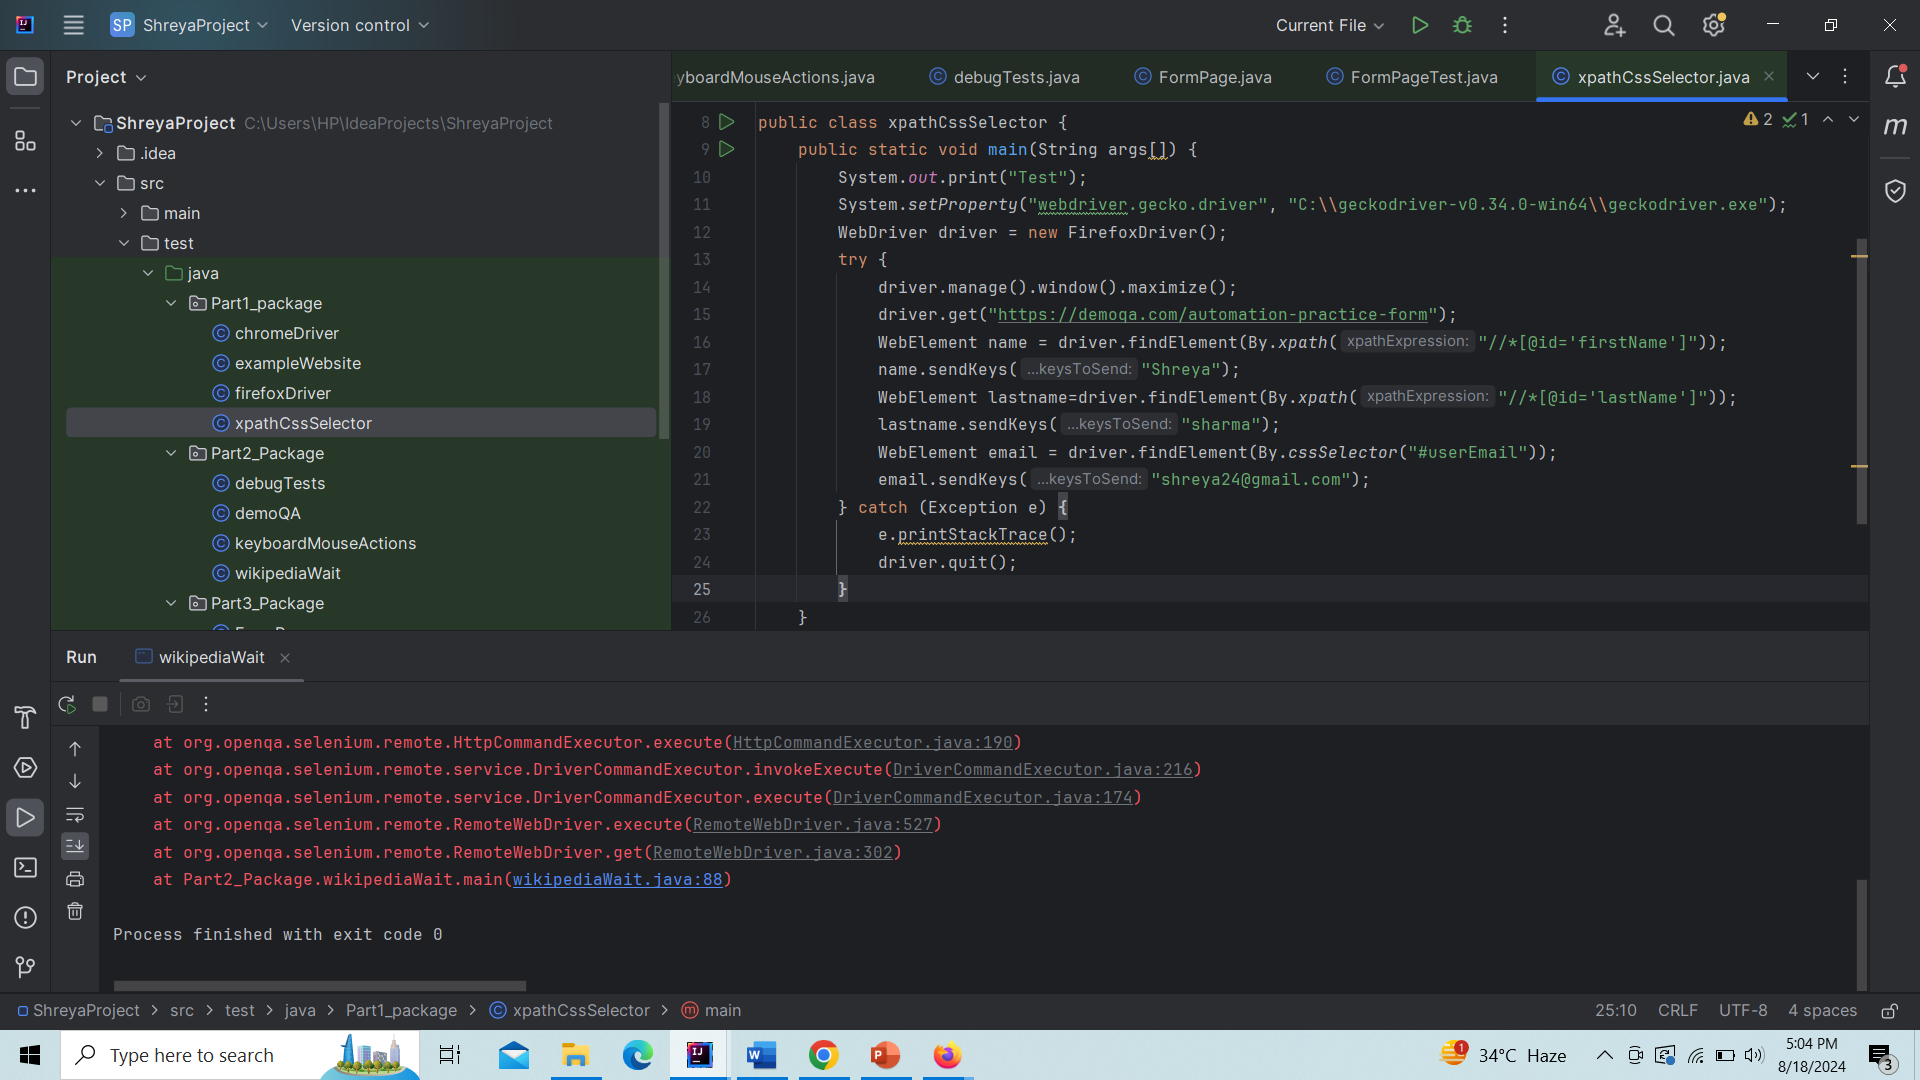 SP ShreyaProject Version control Current File
Project
yboardMouseActions.java debugTests.java FormPage.java FormPageTest.java xpathCssSelector.java
ShreyaProject C:\Users\HP\IdeaProjects\ShreyaProject
.idea
src
main
test
java
Part1_package
chromeDriver
exampleWebsite
firefoxDriver
xpathCssSelector
Part2_Package
debugTests
demoQA
keyboardMouseActions
wikipediaWait
Part3_Package
2 1
8 public class xpathCssSelector {
9 public static void main(String args[]) {
10 System.out.print("Test");
11 System.setProperty("webdriver.gecko.driver", "C:\\geckodriver-v0.34.0-win64\\geckodriver.exe");
12 WebDriver driver = new FirefoxDriver();
13 try {
14 driver.manage().window().maximize();
15 driver.get("https://demoqa.com/automation-practice-form");
16 WebElement name = driver.findElement(By.xpath( xpathExpression: "//*[@id='firstName']"));
17 name.sendKeys( ...keysToSend: "Shreya");
18 WebElement lastname=driver.findElement(By.xpath( xpathExpression: "//*[@id='lastName']"));
19 lastname.sendKeys( ...keysToSend: "sharma");
20 WebElement email = driver.findElement(By.cssSelector("#userEmail"));
21 email.sendKeys( ...keysToSend: "shreya24@gmail.com");
22 } catch (Exception e) {
23 e.printStackTrace();
24 driver.quit();
25 }
26 }
m
Run wikipediaWait
at org.openqa.selenium.remote.HttpCommandExecutor.execute(HttpCommandExecutor.java:190)
at org.openqa.selenium.remote.service.DriverCommandExecutor.invokeExecute(DriverCommandExecutor.java:216)
at org.openqa.selenium.remote.service.DriverCommandExecutor.execute(DriverCommandExecutor.java:174)
at org.openqa.selenium.remote.RemoteWebDriver.execute(RemoteWebDriver.java:527)
at org.openqa.selenium.remote.RemoteWebDriver.get(RemoteWebDriver.java:302)
at Part2_Package.wikipediaWait.main(wikipediaWait.java:88)
Process finished with exit code 0
ShreyaProject > src > test > java > Part1_package > xpathCssSelector > m main 25:10 CRLF UTF-8 4 spaces
Type here to search 1 34°C Haze 5:04 PM
8/18/2024 3